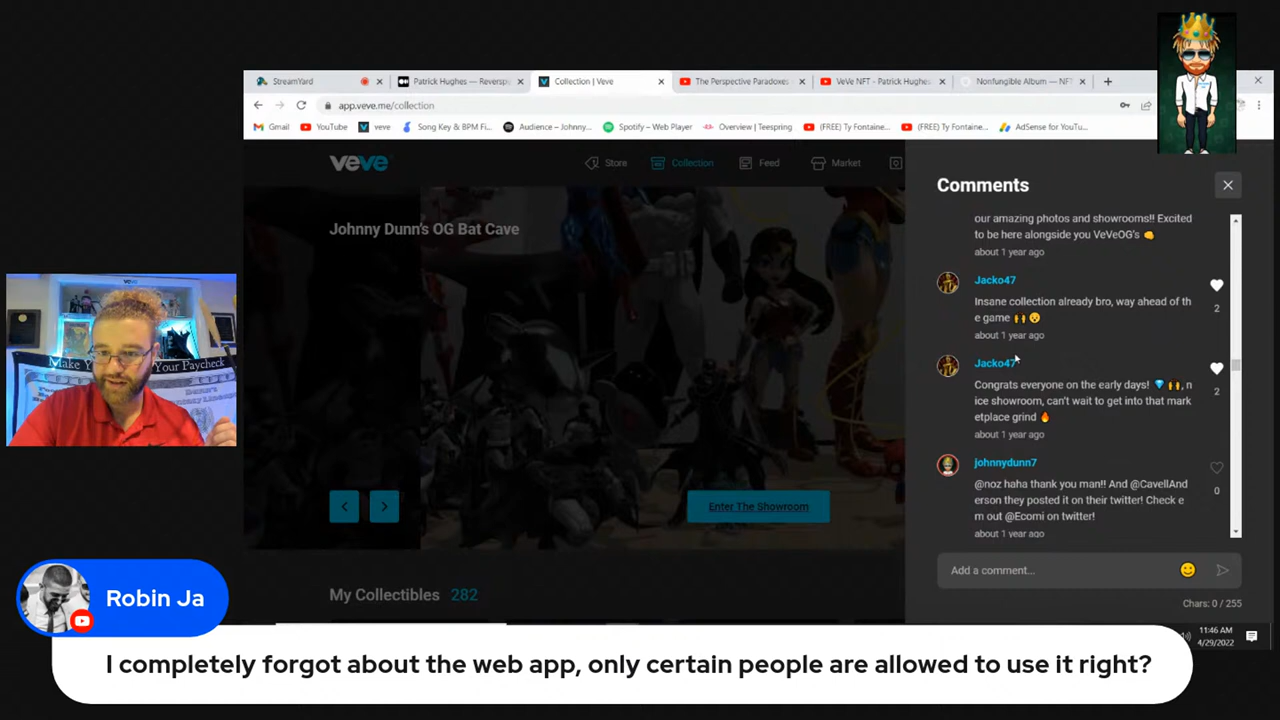 StreamYard
Patrick Hughes — Reversp
Collection | Veve
The Perspective Paradoxes
VeVe NFT - Patrick Hughes
Nonfungible Album — NFT
app.veve.me/collection
Gmail
YouTube
veve
Song Key & BPM Fi...
Audience – Johnny...
Spotify – Web Player
Overview | Teespring
(FREE) Ty Fontaine...
(FREE) Ty Fontaine...
AdSense for YouTu...
veve
Store
Collection
Feed
Market
Johnny Dunn's OG Bat Cave
Enter The Showroom
My Collectibles 282
Comments
our amazing photos and showrooms!! Excited
to be here alongside you VeVeOG's 👊
about 1 year ago
Jacko47
Insane collection already bro, way ahead of th
e game 🙌😮
about 1 year ago
2
Jacko47
Congrats everyone on the early days! 💎🙌, n
ice showroom, can't wait to get into that mark
etplace grind 🔥
about 1 year ago
2
johnnydunn7
@noz haha thank you man!! And @CavellAnd
erson they posted it on their twitter! Check e
m out @Ecomi on twitter!
about 1 year ago
0
Add a comment...
Chars: 0 / 255
11:46 AM
4/29/2022
Make Y
Your Paycheck
Robin Ja
I completely forgot about the web app, only certain people are allowed to use it right?